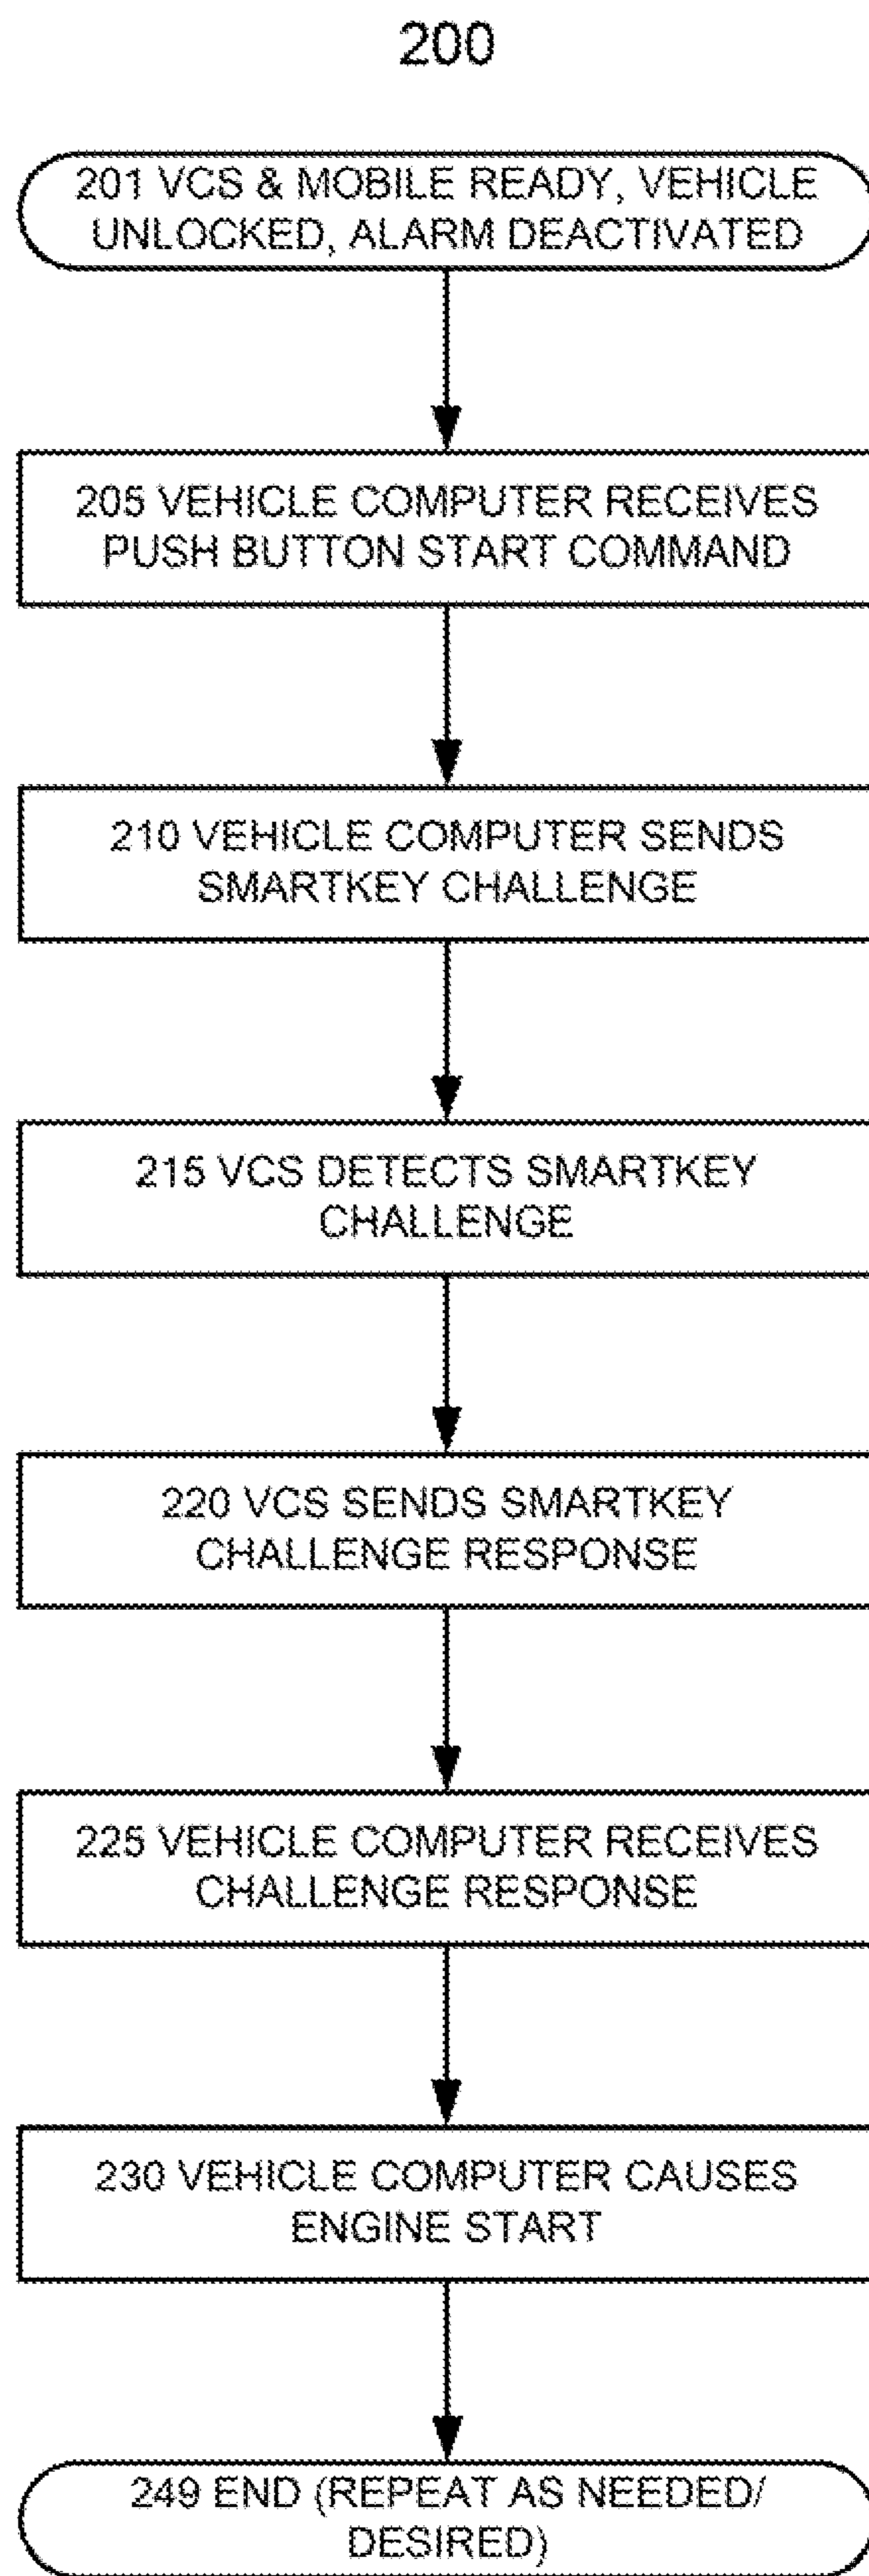 200
201 VCS & MOBILE READY, VEHICLE
UNLOCKED, ALARM DEACTIVATED
205 VEHICLE COMPUTER RECEIVES
PUSH BUTTON START COMMAND
210 VEHICLE COMPUTER SENDS
SMARTKEY CHALLENGE
215 VCS DETECTS SMARTKEY
CHALLENGE
220 VCS SENDS SMARTKEY
CHALLENGE RESPONSE
225 VEHICLE COMPUTER RECEIVES
CHALLENGE RESPONSE
230 VEHICLE COMPUTER CAUSES
ENGINE START
249 END (REPEAT AS NEEDED/
DESIRED)